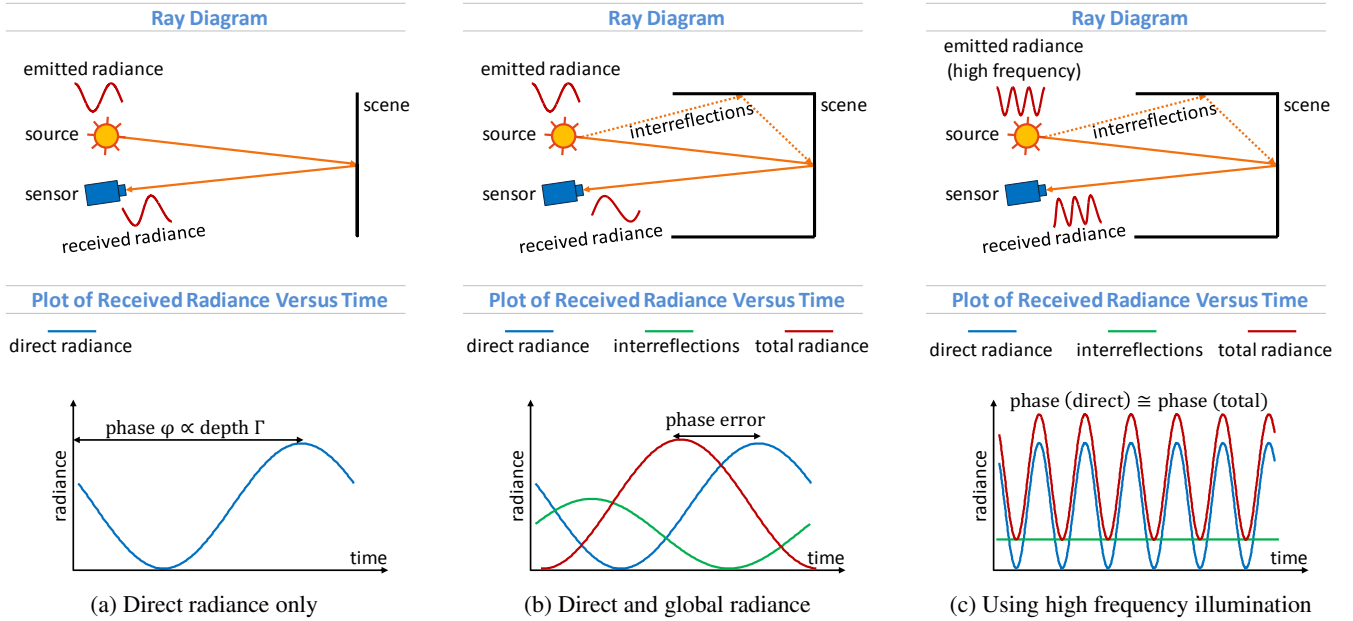 Ray Diagram
emitted radiance
source
scene
sensor
received radiance
Plot of Received Radiance Versus Time
direct radiance
phase φ ∝ depth Γ
radiance
time
(a) Direct radiance only
Ray Diagram
emitted radiance
scene
interreflections
source
sensor
received radiance
Plot of Received Radiance Versus Time
direct radiance interreflections total radiance
phase error
radiance
time
(b) Direct and global radiance
Ray Diagram
emitted radiance
(high frequency)
scene
interreflections
source
sensor
received radiance
Plot of Received Radiance Versus Time
direct radiance interreflections total radiance
phase (direct) ≅ phase (total)
radiance
time
(c) Using high frequency illumination